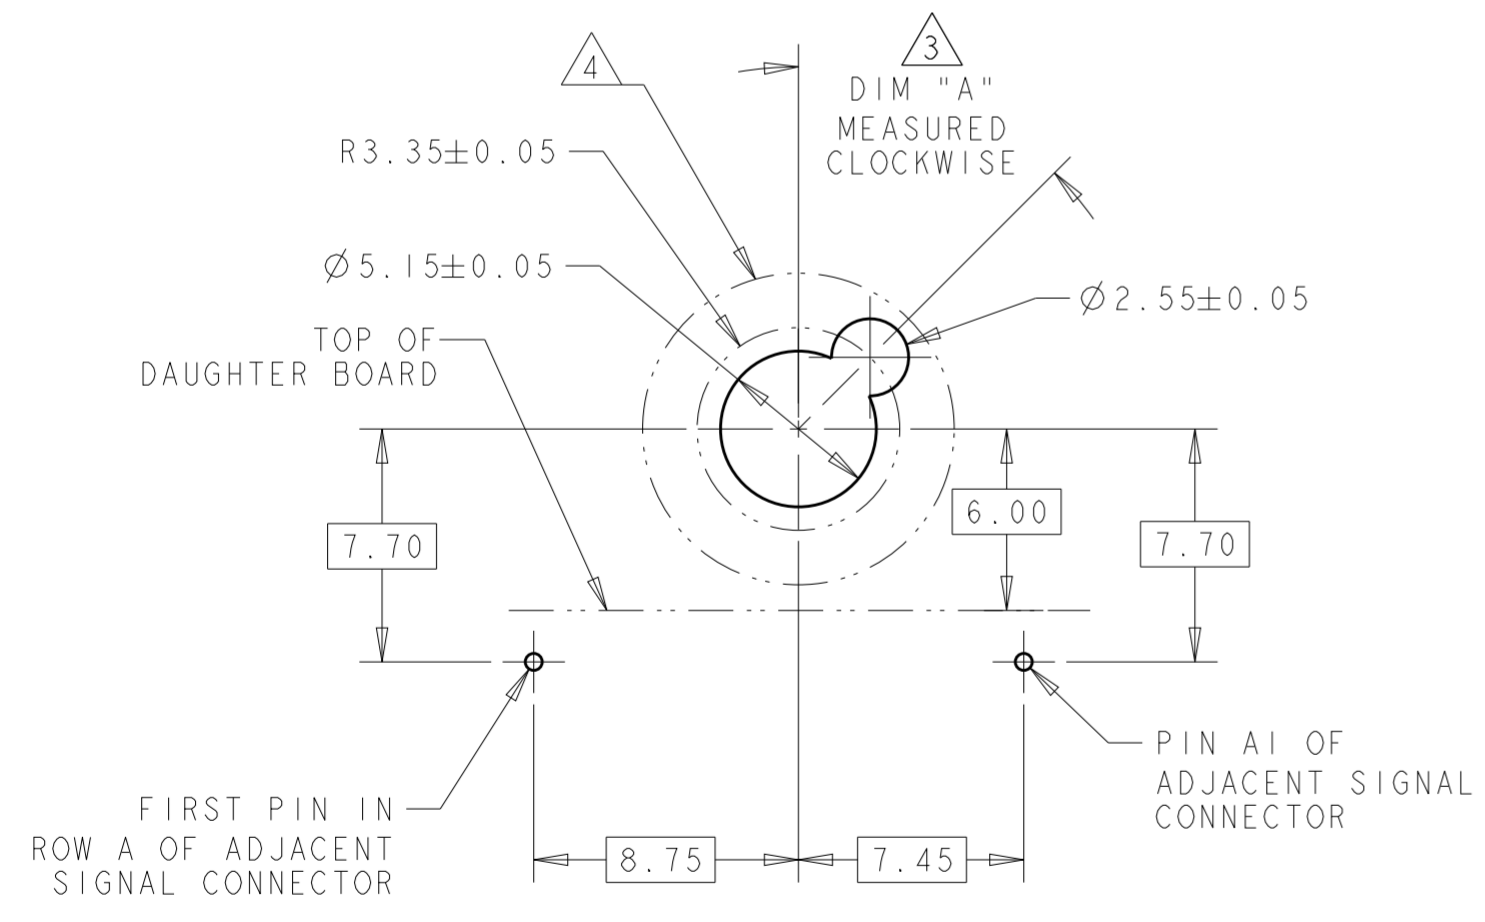 3
DIM "A"
MEASURED
CLOCKWISE
4
R3.35±0.05
Ø5.15±0.05
Ø2.55±0.05
TOP OF
DAUGHTER BOARD
6.00
7.70
7.70
PIN A1 OF
ADJACENT SIGNAL
CONNECTOR
FIRST PIN IN
ROW A OF ADJACENT
SIGNAL CONNECTOR
8.75
7.45